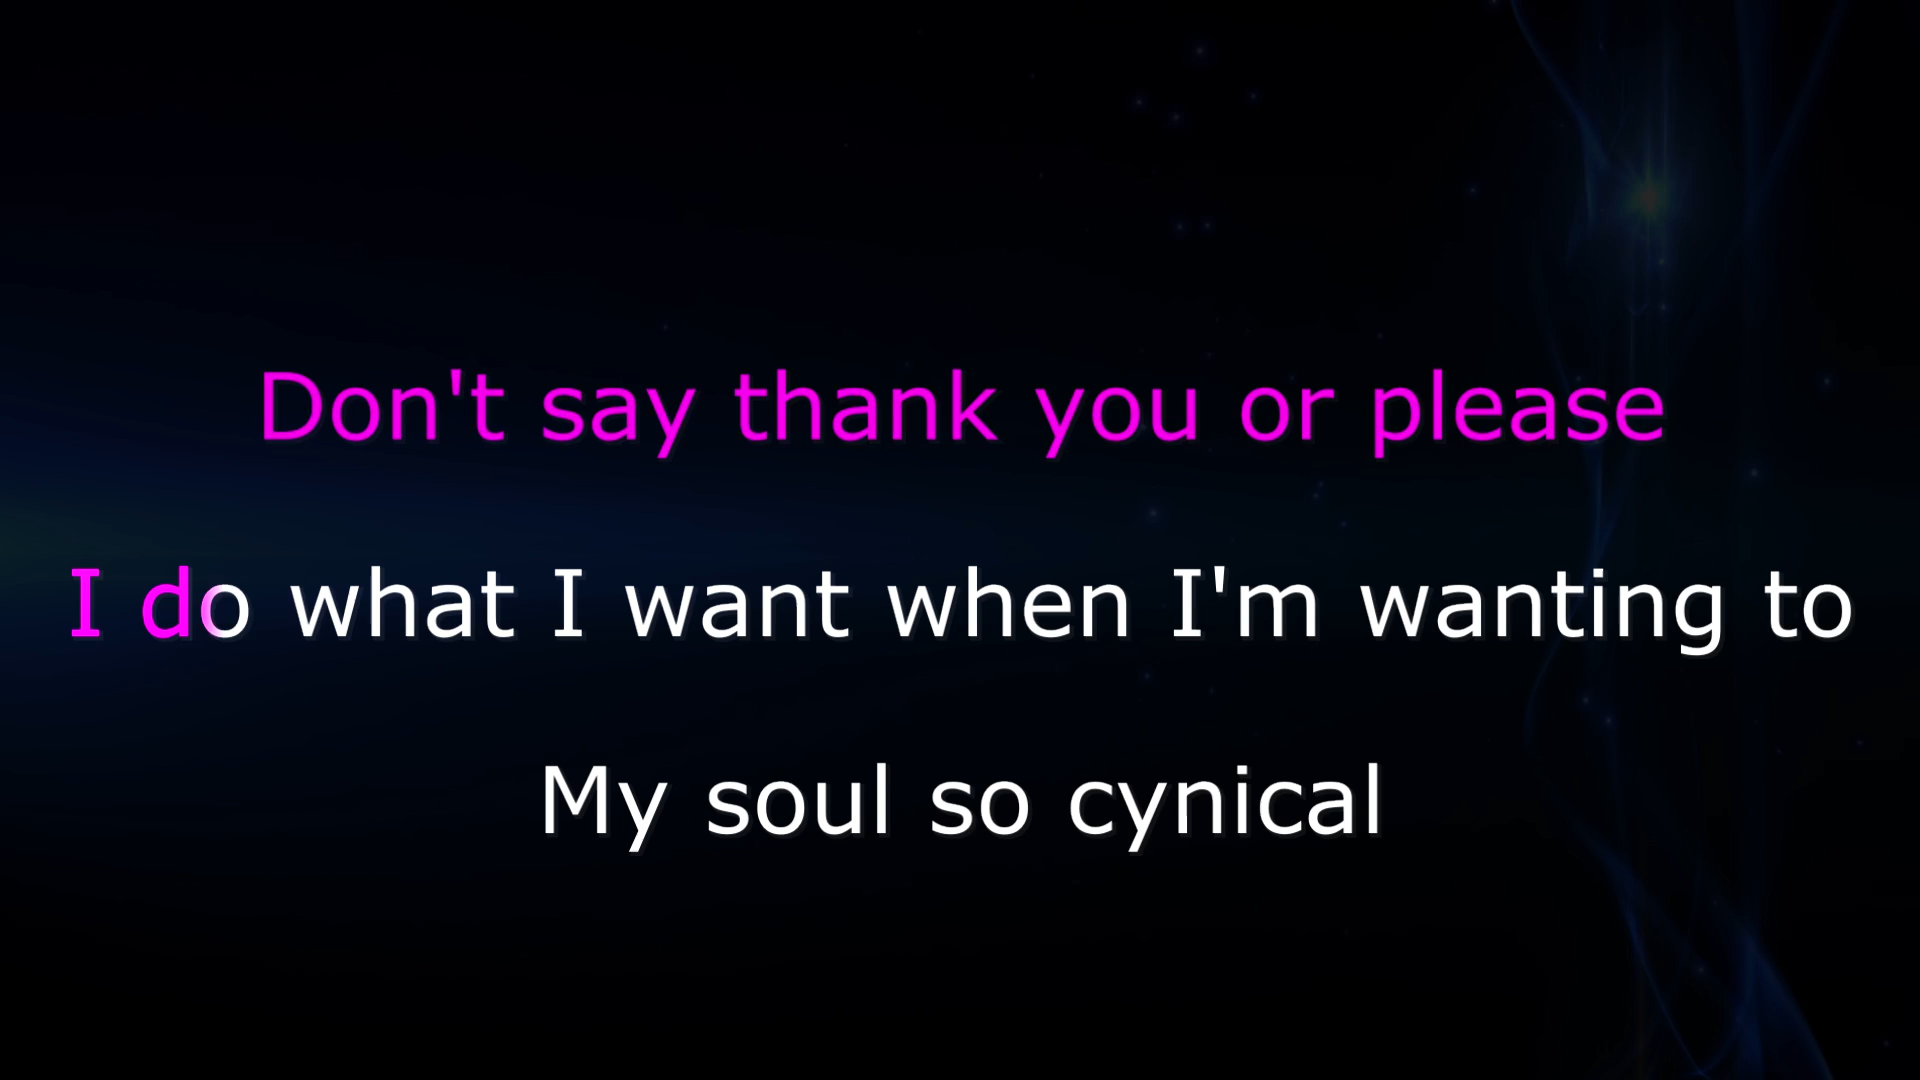 Don't say thank you or please
I do what I want when I'm wanting to
My soul so cynical